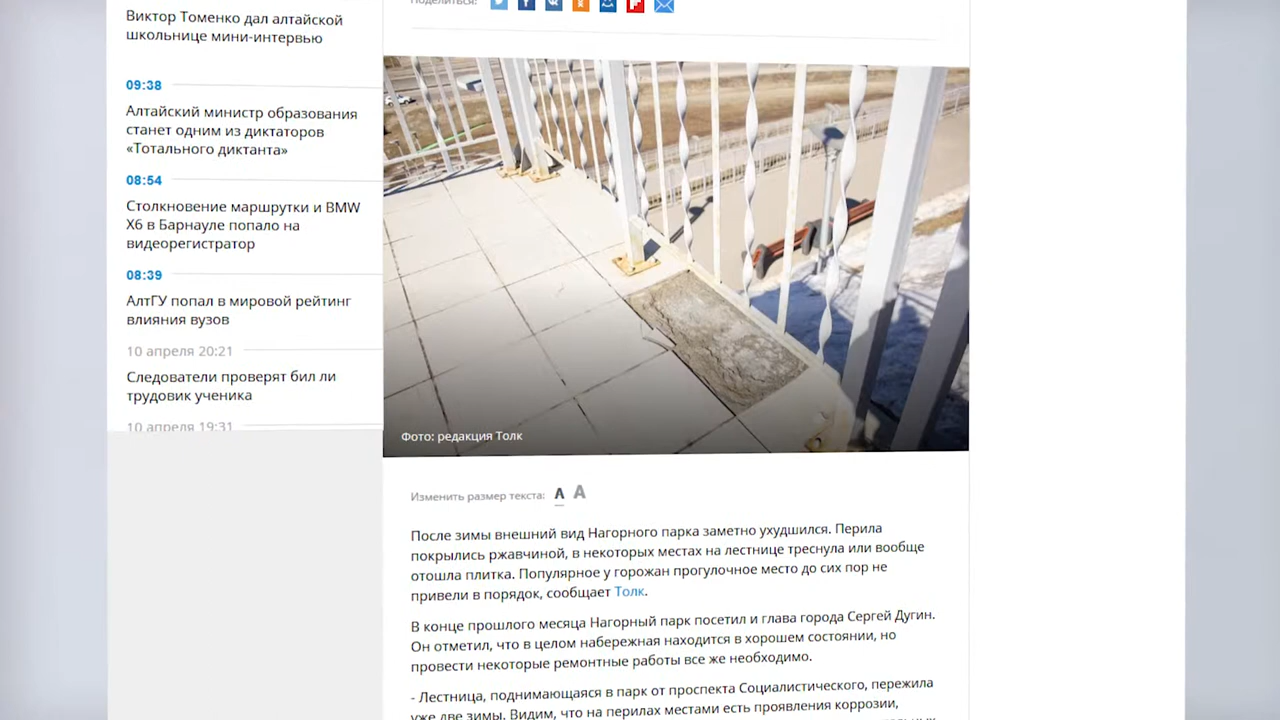 Поделиться:
Виктор Томенко дал алтайской
школьнице мини-интервью
09:38
Алтайский министр образования
станет одним из диктаторов
«Тотального диктанта»
08:54
Столкновение маршрутки и BMW
X6 в Барнауле попало на
видеорегистратор
08:39
АлтГУ попал в мировой рейтинг
влияния вузов
10 апреля 20:21
Следователи проверят бил ли
трудовик ученика
10 апреля 19:31
Фото: редакция Толк
Изменить размер текста: A A
После зимы внешний вид Нагорного парка заметно ухудшился. Перила
покрылись ржавчиной, в некоторых местах на лестнице треснула или вообще
отошла плитка. Популярное у горожан прогулочное место до сих пор не
привели в порядок, сообщает Толк.
В конце прошлого месяца Нагорный парк посетил и глава города Сергей Дугин.
Он отметил, что в целом набережная находится в хорошем состоянии, но
провести некоторые ремонтные работы все же необходимо.
- Лестница, поднимающаяся в парк от проспекта Социалистического, пережила
уже две зимы. Видим, что на перилах местами есть проявления коррозии,